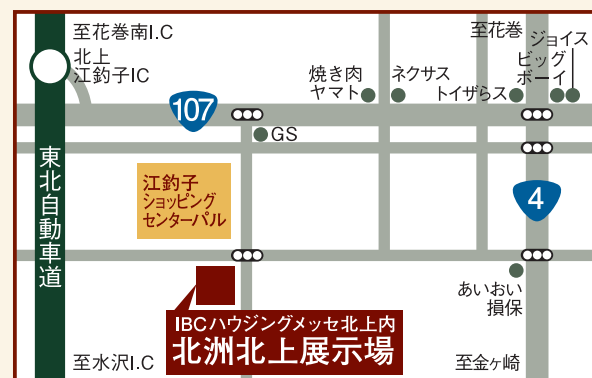 至花巻南I.C
北上
江釣子IC
至花巻
ジョイス
ビッグ
ボーイ
焼き肉
ヤマト
ネクサス
トイザらス
107
GS
東北自動車道
江釣子
ショッピング
センターパル
4
あいおい
損保
IBCハウジングメッセ北上内
北洲北上展示場
至水沢I.C
至金ヶ崎